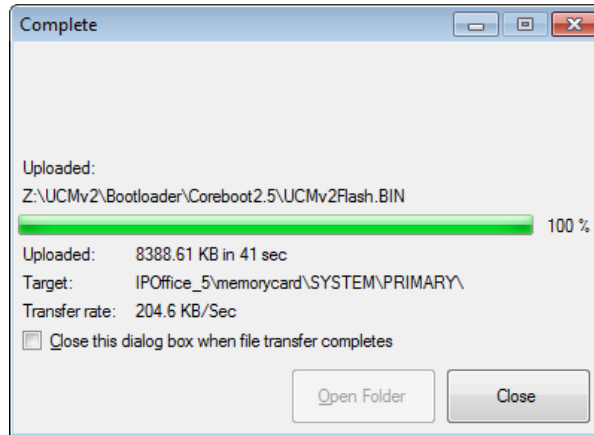 Complete
Uploaded:
Z:\UCMv2\Bootloader\Coreboot2.5\UCMv2Flash.BIN
100 %
Uploaded: 8388.61 KB in 41 sec
Target: IPOffice_5\memorycard\SYSTEM\PRIMARY\
Transfer rate: 204.6 KB/Sec
Close this dialog box when file transfer completes
Open Folder Close